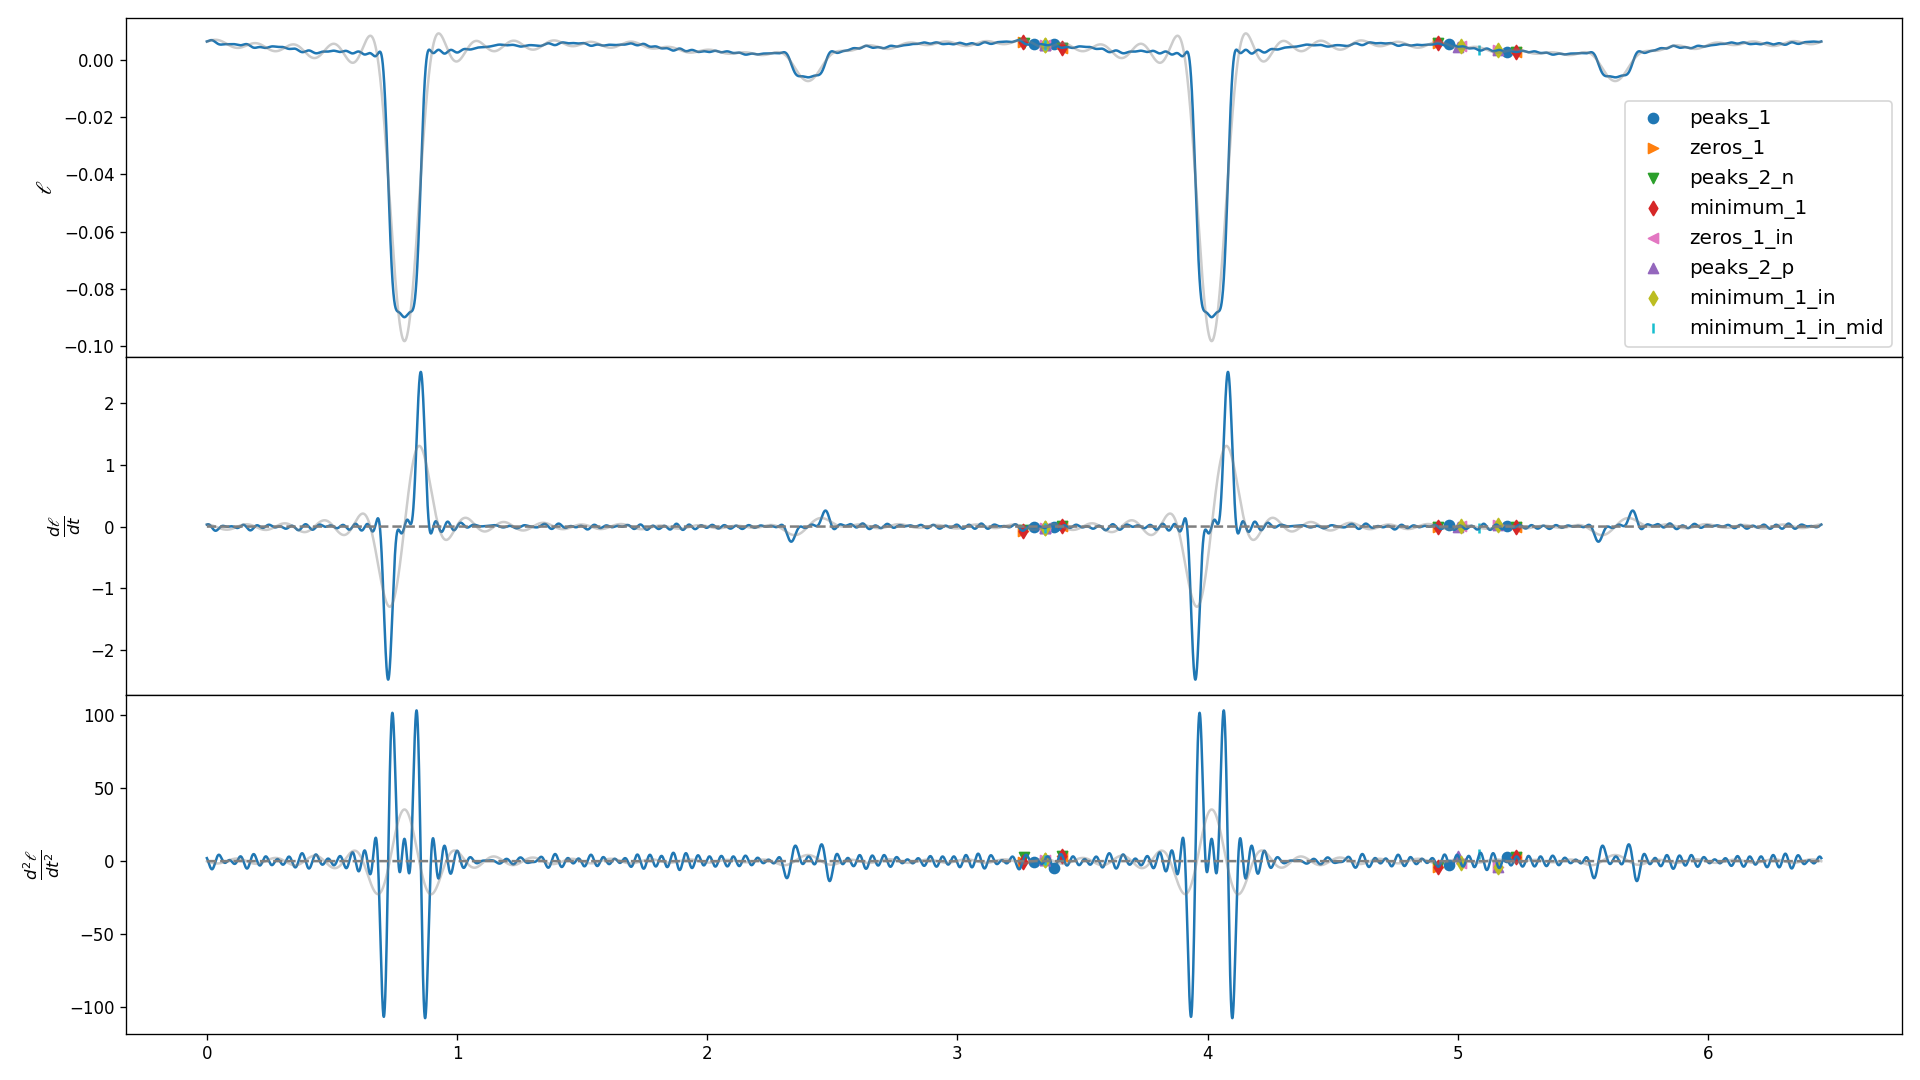 0.00
−0.02
−0.04
−0.06
−0.08
−0.10
ℓ
peaks_1
zeros_1
peaks_2_n
minimum_1
zeros_1_in
peaks_2_p
minimum_1_in
minimum_1_in_mid
2
1
0
−1
−2
dℓ
dt
100
50
0
−50
−100
d²ℓ
dt²
0 1 2 3 4 5 6